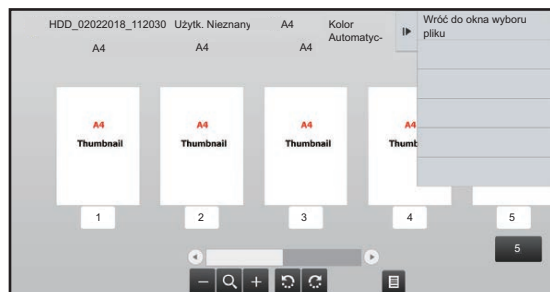 HDD_02022018_112030 Użytk. Nieznany A4 Kolor
Automatyc-
A4 A4 A4
Wróć do okna wyboru
pliku
A4 A4 A4 A4
Thumbnail Thumbnail Thumbnail Thumb
1 2 3 4 5
5